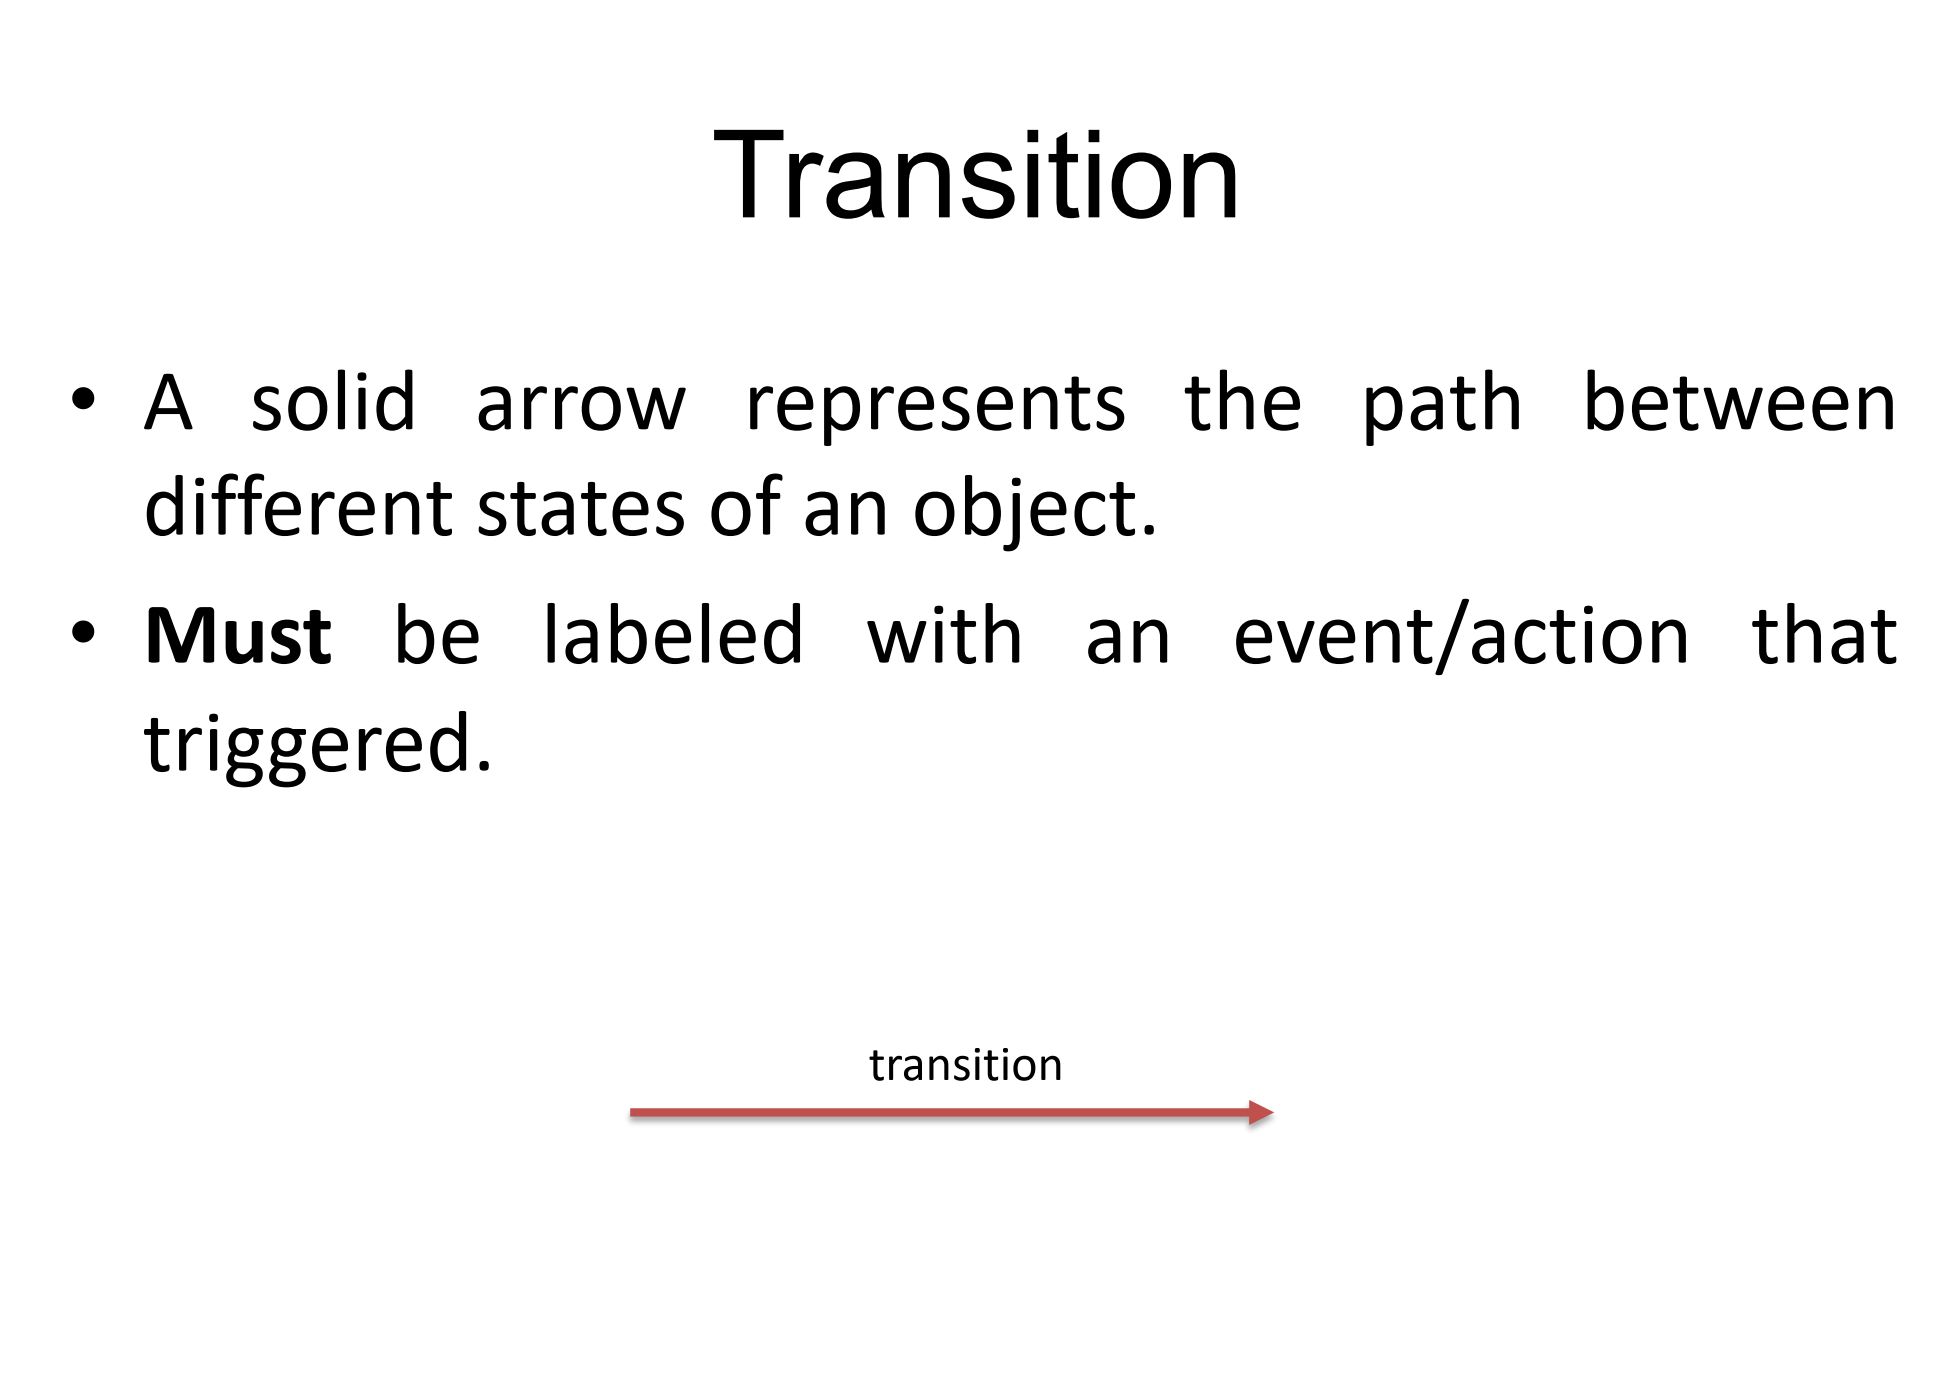 Transition
• A solid arrow represents the path between
different states of an object.
• Must be labeled with an event/action that
triggered.
transition